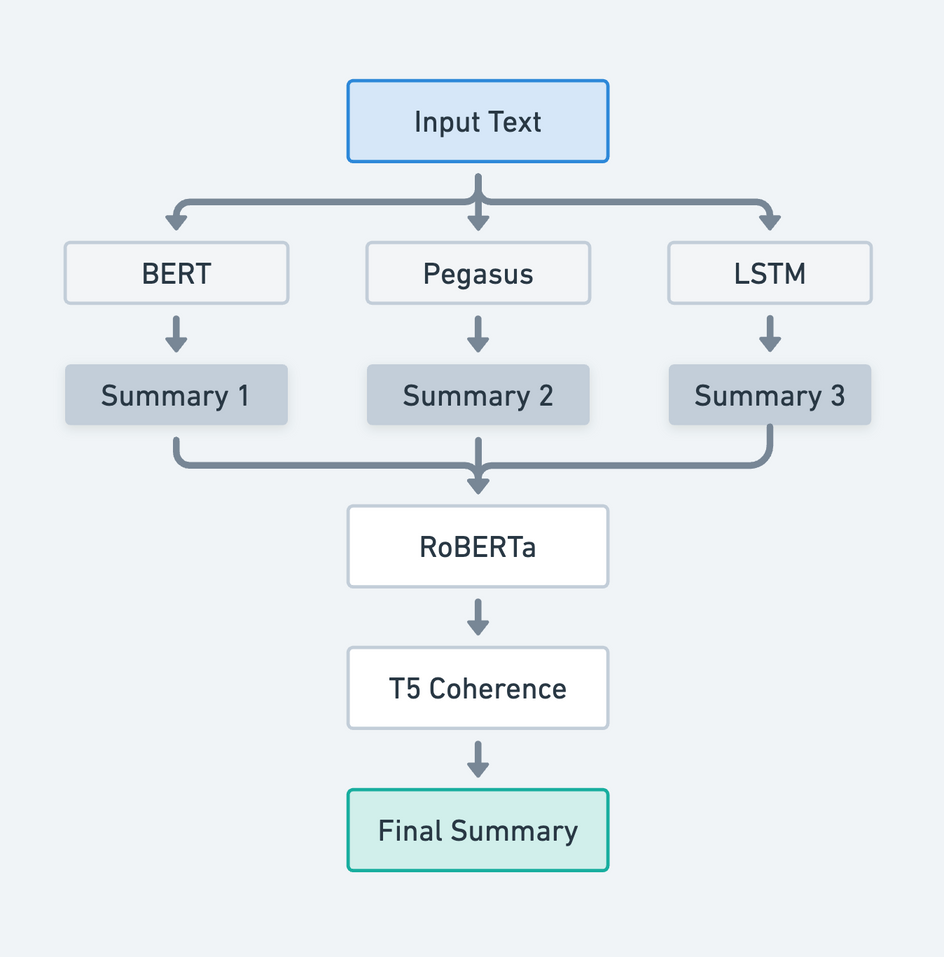 Input Text
BERT
Pegasus
LSTM
Summary 1
Summary 2
Summary 3
RoBERTa
T5 Coherence
Final Summary